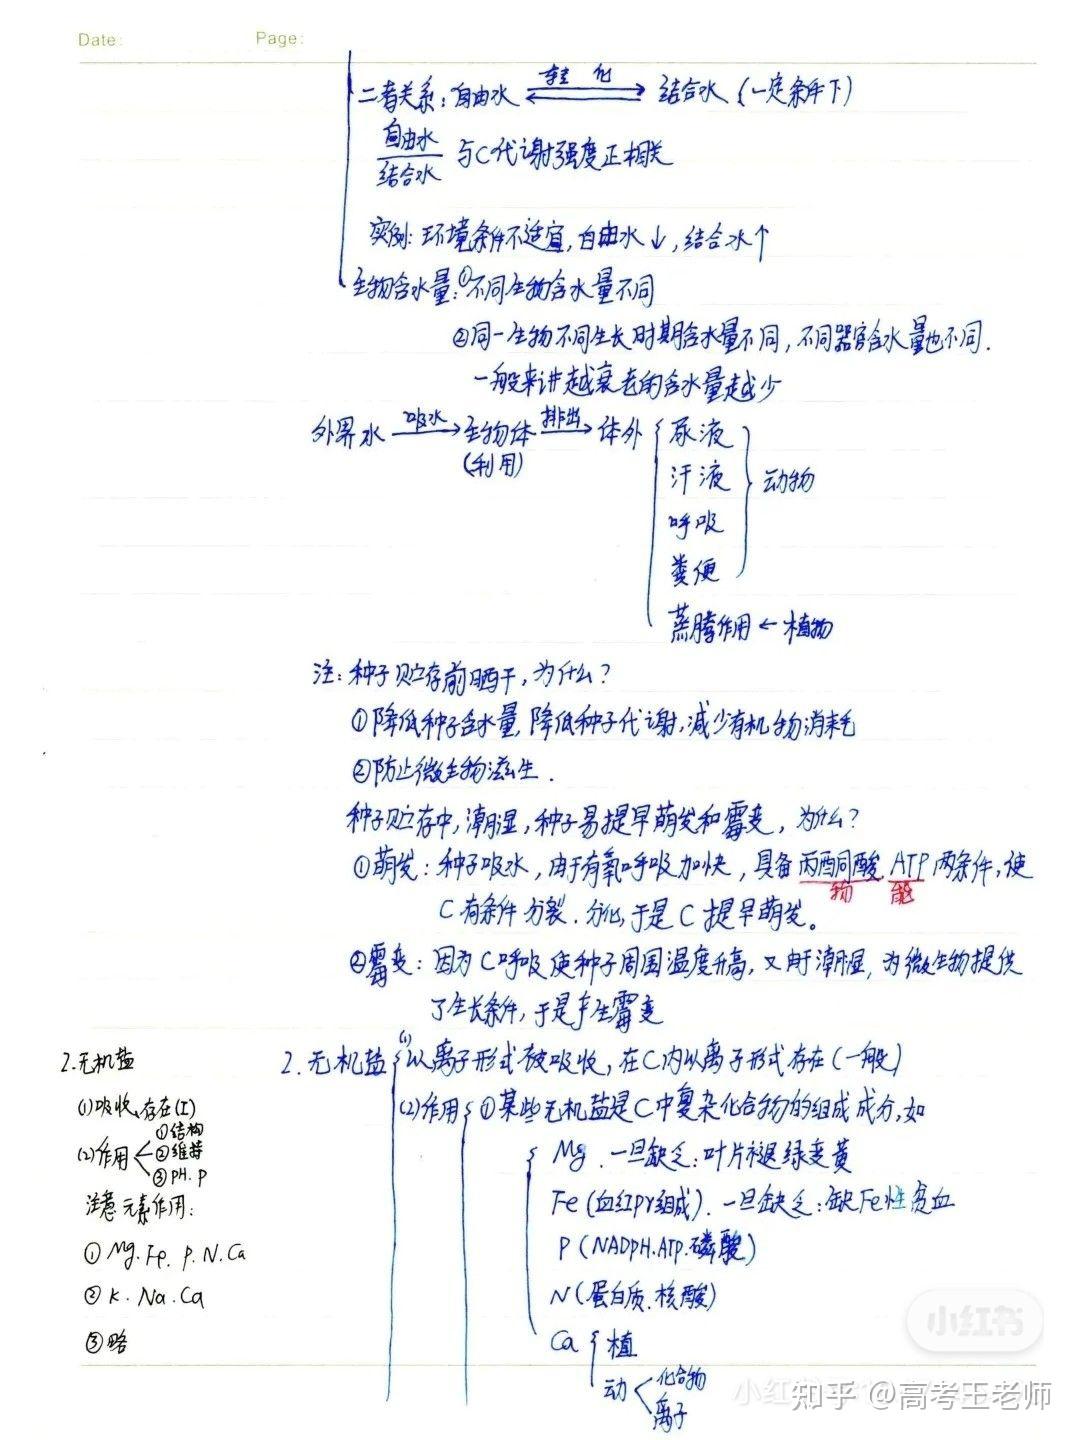 Date: Page:
二者关系:自由水 转化 结合水 (一定条件下)
自由水
结合水 与C代谢强度正相关
实例:环境条件不适宜,自由水↓,结合水↑
生物含水量:①不同生物含水量不同
②同一生物不同生长时期含水量不同,不同器官含水量也不同.
一般来讲越衰老的含水量越少
外界水 吸水→ 生物体 排出→ 体外 { 尿液
(利用)
汗液 } 动物
呼吸
粪便
蒸腾作用 ← 植物
注:种子贮存前晒干,为什么?
①降低种子含水量,降低种子代谢,减少有机物消耗
②防止微生物滋生.
种子贮存中,潮湿,种子易提早萌发和霉变,为什么?
①萌发:种子吸水,由于有氧呼吸加快,具备丙酮酸、ATP两条件,使
物 能
C有条件分裂.分化,于是C提早萌发。
②霉变:因为C呼吸使种子周围温度升高,又由于潮湿,为微生物提供
了生长条件,于是产生霉变
2.无机盐 { (1)以离子形式被吸收,在C内以离子形式存在(一般)
(2)作用 { ①某些无机盐是C中复杂化合物的组成成分,如
{ Mg.一旦缺乏:叶片褪绿变黄
Fe(血红pr组成).一旦缺乏:缺Fe性贫血
P(NADPH.ATP.磷酸)
N(蛋白质.核酸)
Ca { 植
动 < 化合物
离子
2.无机盐
(1)吸收、存在(I)
(2)作用 < ①结构
②维持
③PH.P
注意元素作用:
①Mg.Fe.P.N.Ca
②K.Na.Ca
③略
小红书
知乎 @高考王老师